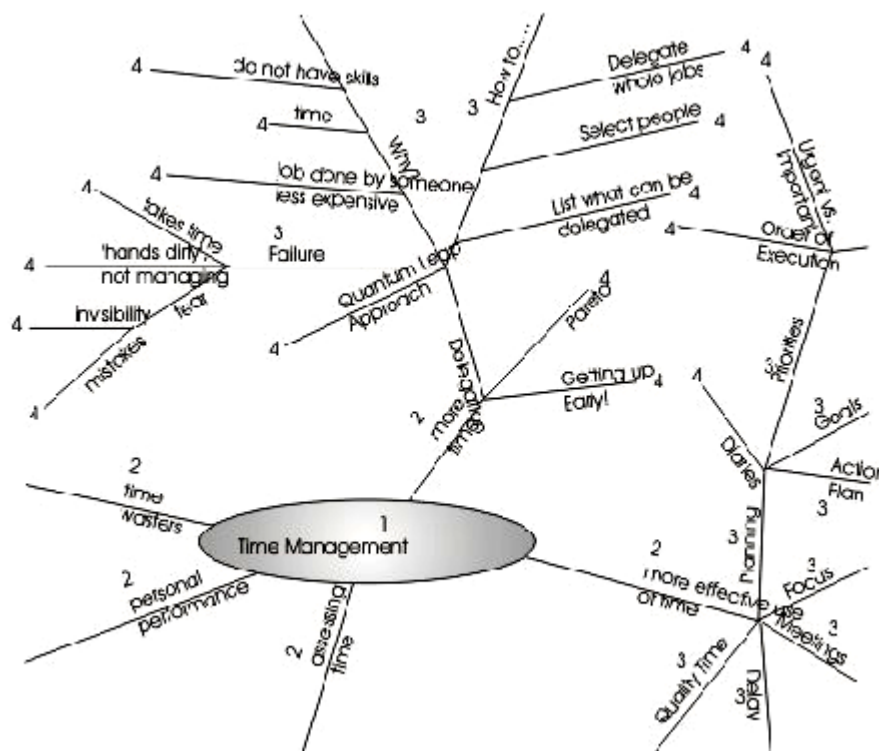 How to.....
4
4
do not have skills
Delegate
whole jobs
4
4
time
3
3
4
Select people
4
Why?
Urgent vs.
Important
4
Job done by someone
less expensive
List what can be
delegated
4
4
takes time
3
Failure
Order of
Execution
4
4
'hands dirty'
not managing
Quantum Leap
Approach
4
Pareto
4
invsibility
fear
mistakes
4
4
Delegating
Priorities
3
Getting up
Early!
4
4
2
more
time
3
Goals
Diaries
Action
Plan
3
2
time
wasters
1
Time Management
Planning
3
2
more effective use
of time
3
Focus
2
personal
performance
3
Meetings
2
assessing
time
3
Quality Time
3
Delay